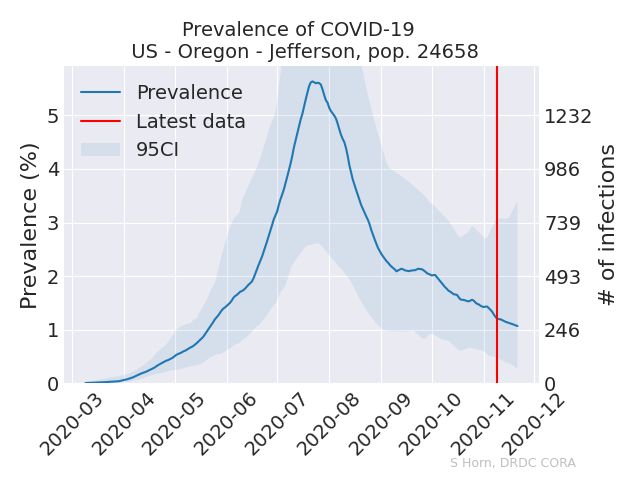 Prevalence of COVID-19
US - Oregon - Jefferson, pop. 24658
Prevalence
Latest data
95CI
Prevalence (%)
5
4
3
2
1
0
1232
986
739
493
246
0
# of infections
2020-03
2020-04
2020-05
2020-06
2020-07
2020-08
2020-09
2020-10
2020-11
2020-12
S Horn, DRDC CORA